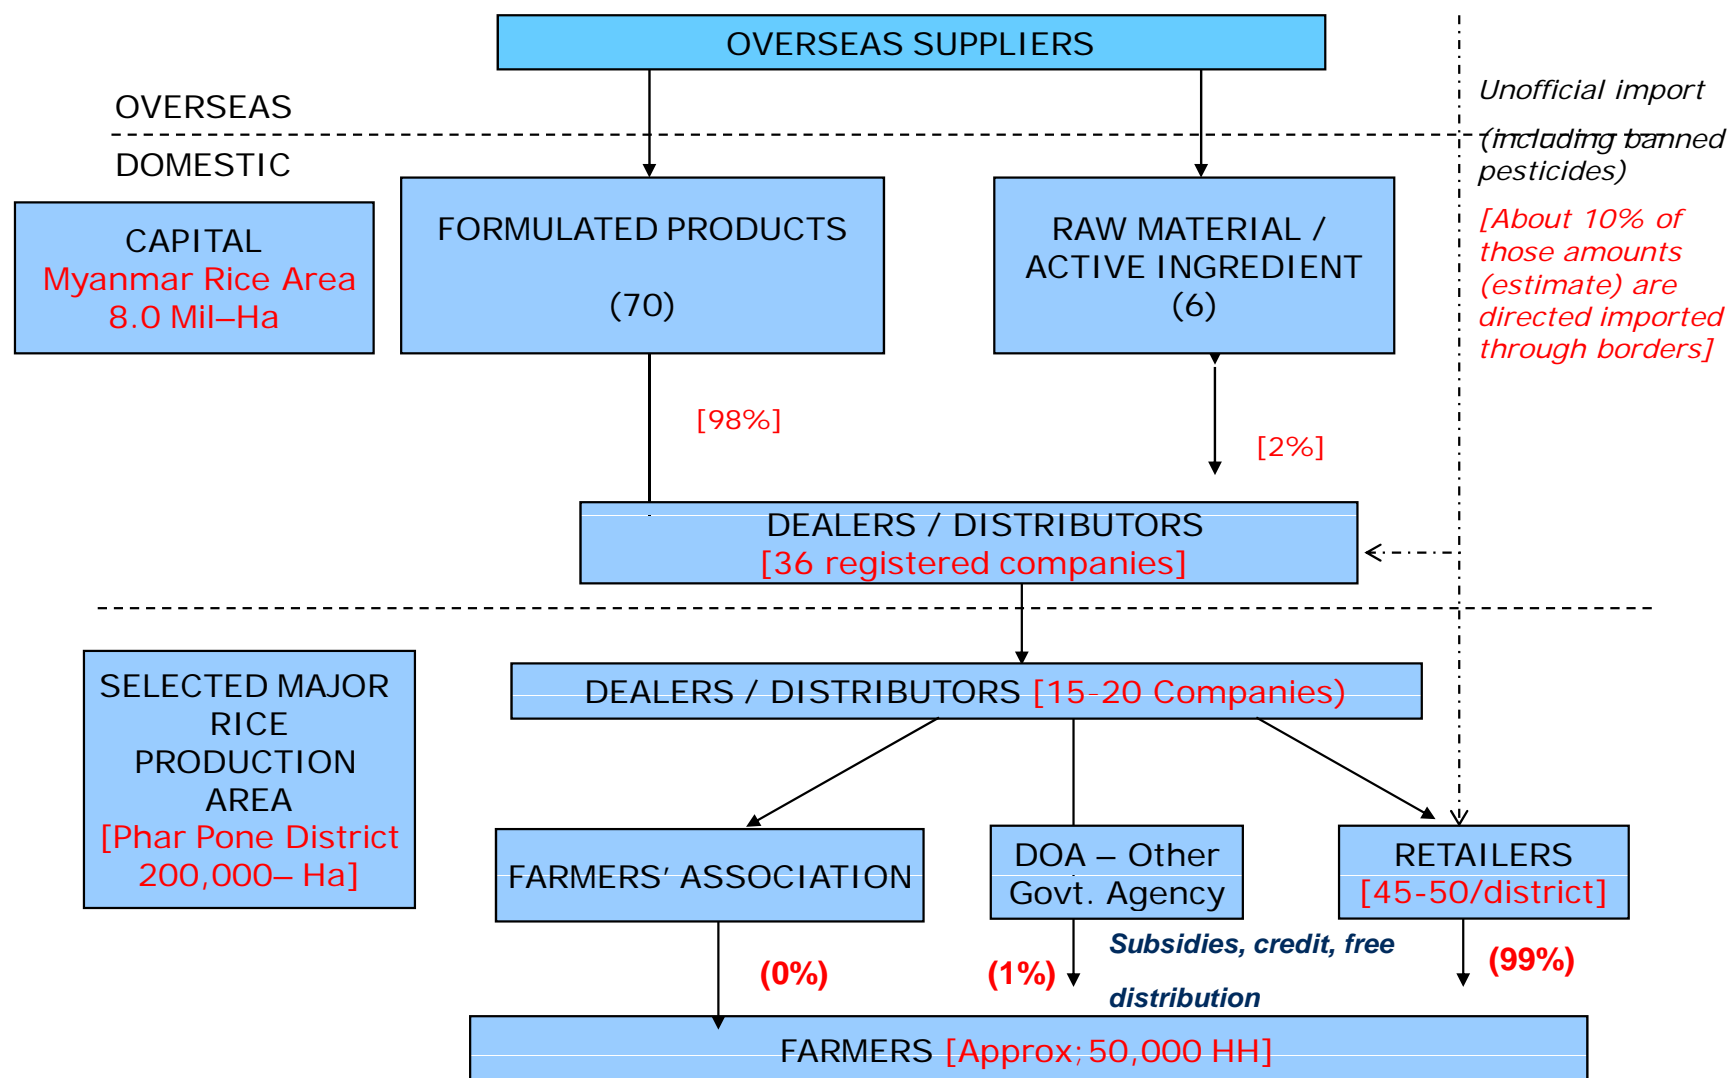 OVERSEAS SUPPLIERS
OVERSEAS
DOMESTIC
Unofficial import
(including banned
pesticides)
[About 10% of
those amounts
(estimate) are
directed imported
through borders]
CAPITAL
Myanmar Rice Area
8.0 Mil–Ha
FORMULATED PRODUCTS
(70)
RAW MATERIAL /
ACTIVE INGREDIENT
(6)
[98%]
[2%]
DEALERS / DISTRIBUTORS
[36 registered companies]
SELECTED MAJOR
RICE
PRODUCTION
AREA
[Phar Pone District
200,000– Ha]
DEALERS / DISTRIBUTORS [15-20 Companies)
FARMERS’ ASSOCIATION
DOA – Other
Govt. Agency
RETAILERS
[45-50/district]
(0%)
(1%)
Subsidies, credit, free
distribution
(99%)
FARMERS [Approx; 50,000 HH]